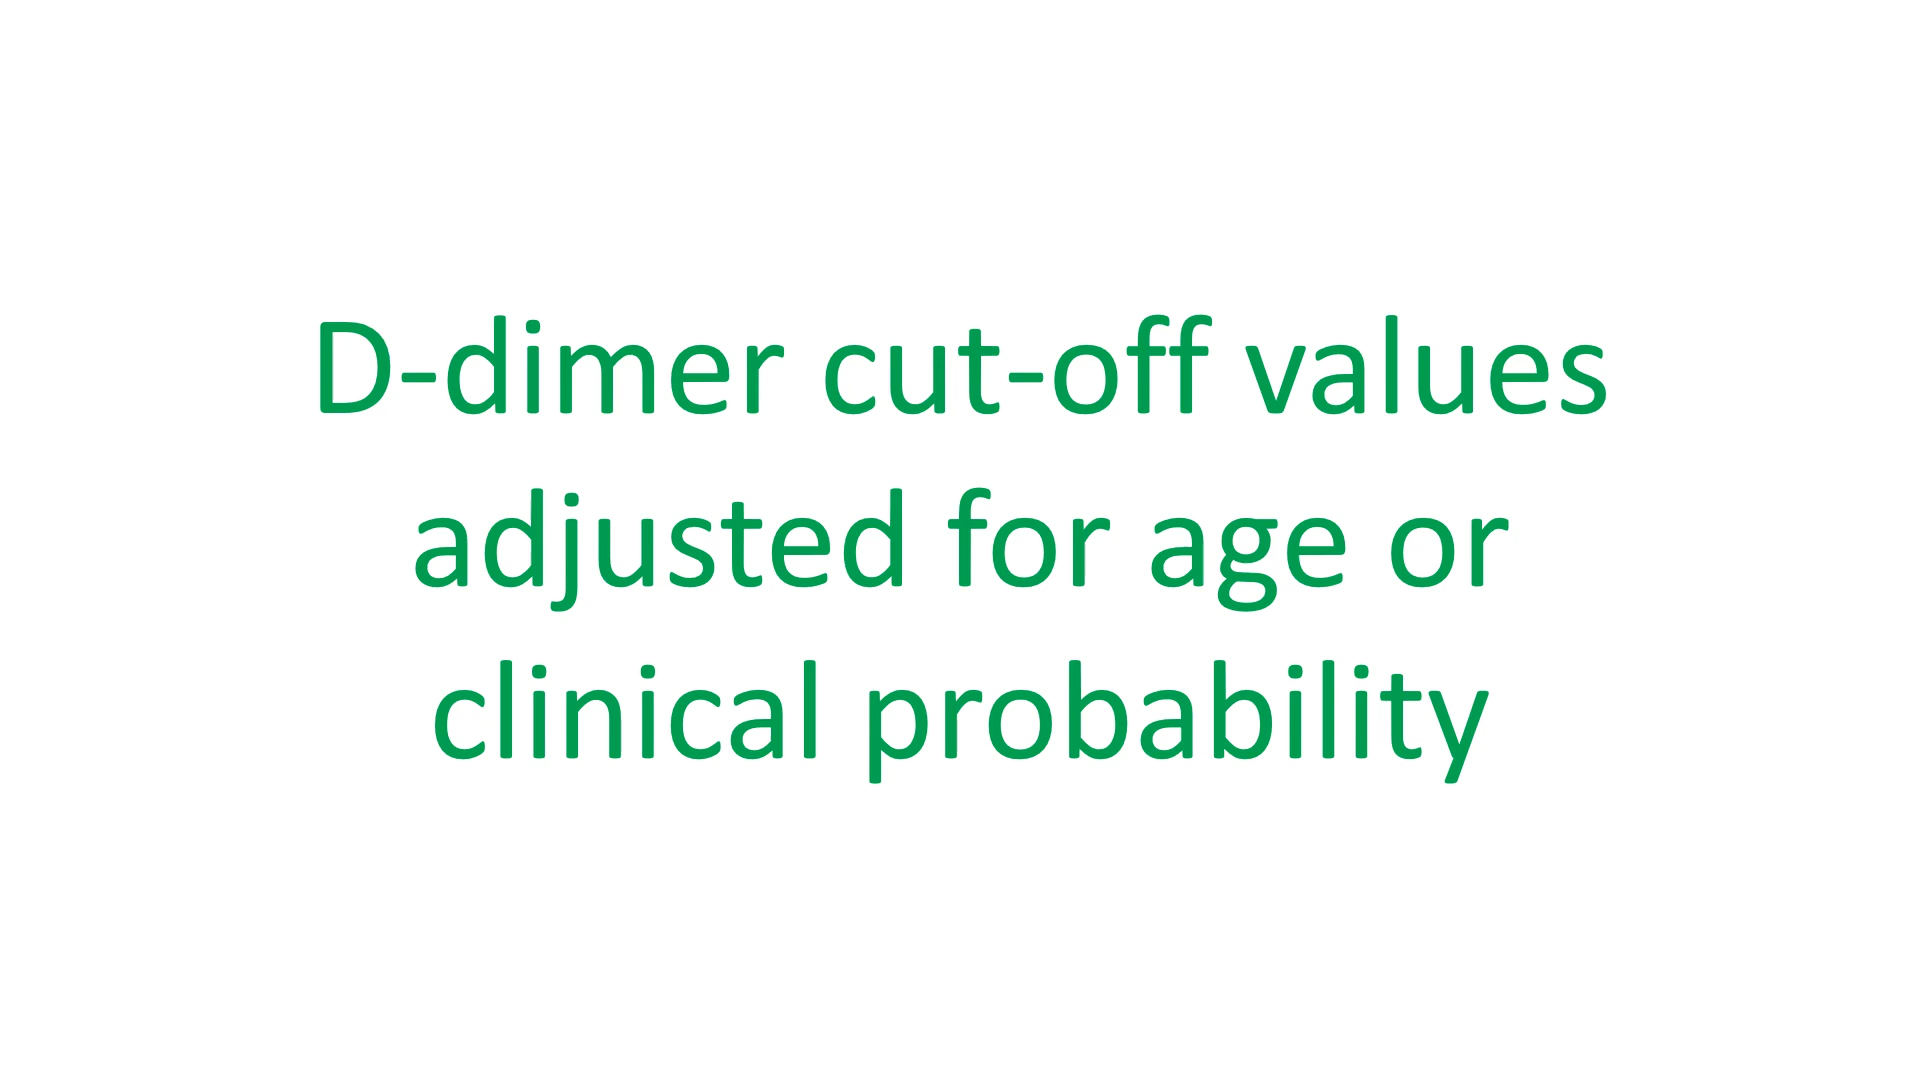 D-dimer cut-off values
adjusted for age or
clinical probability